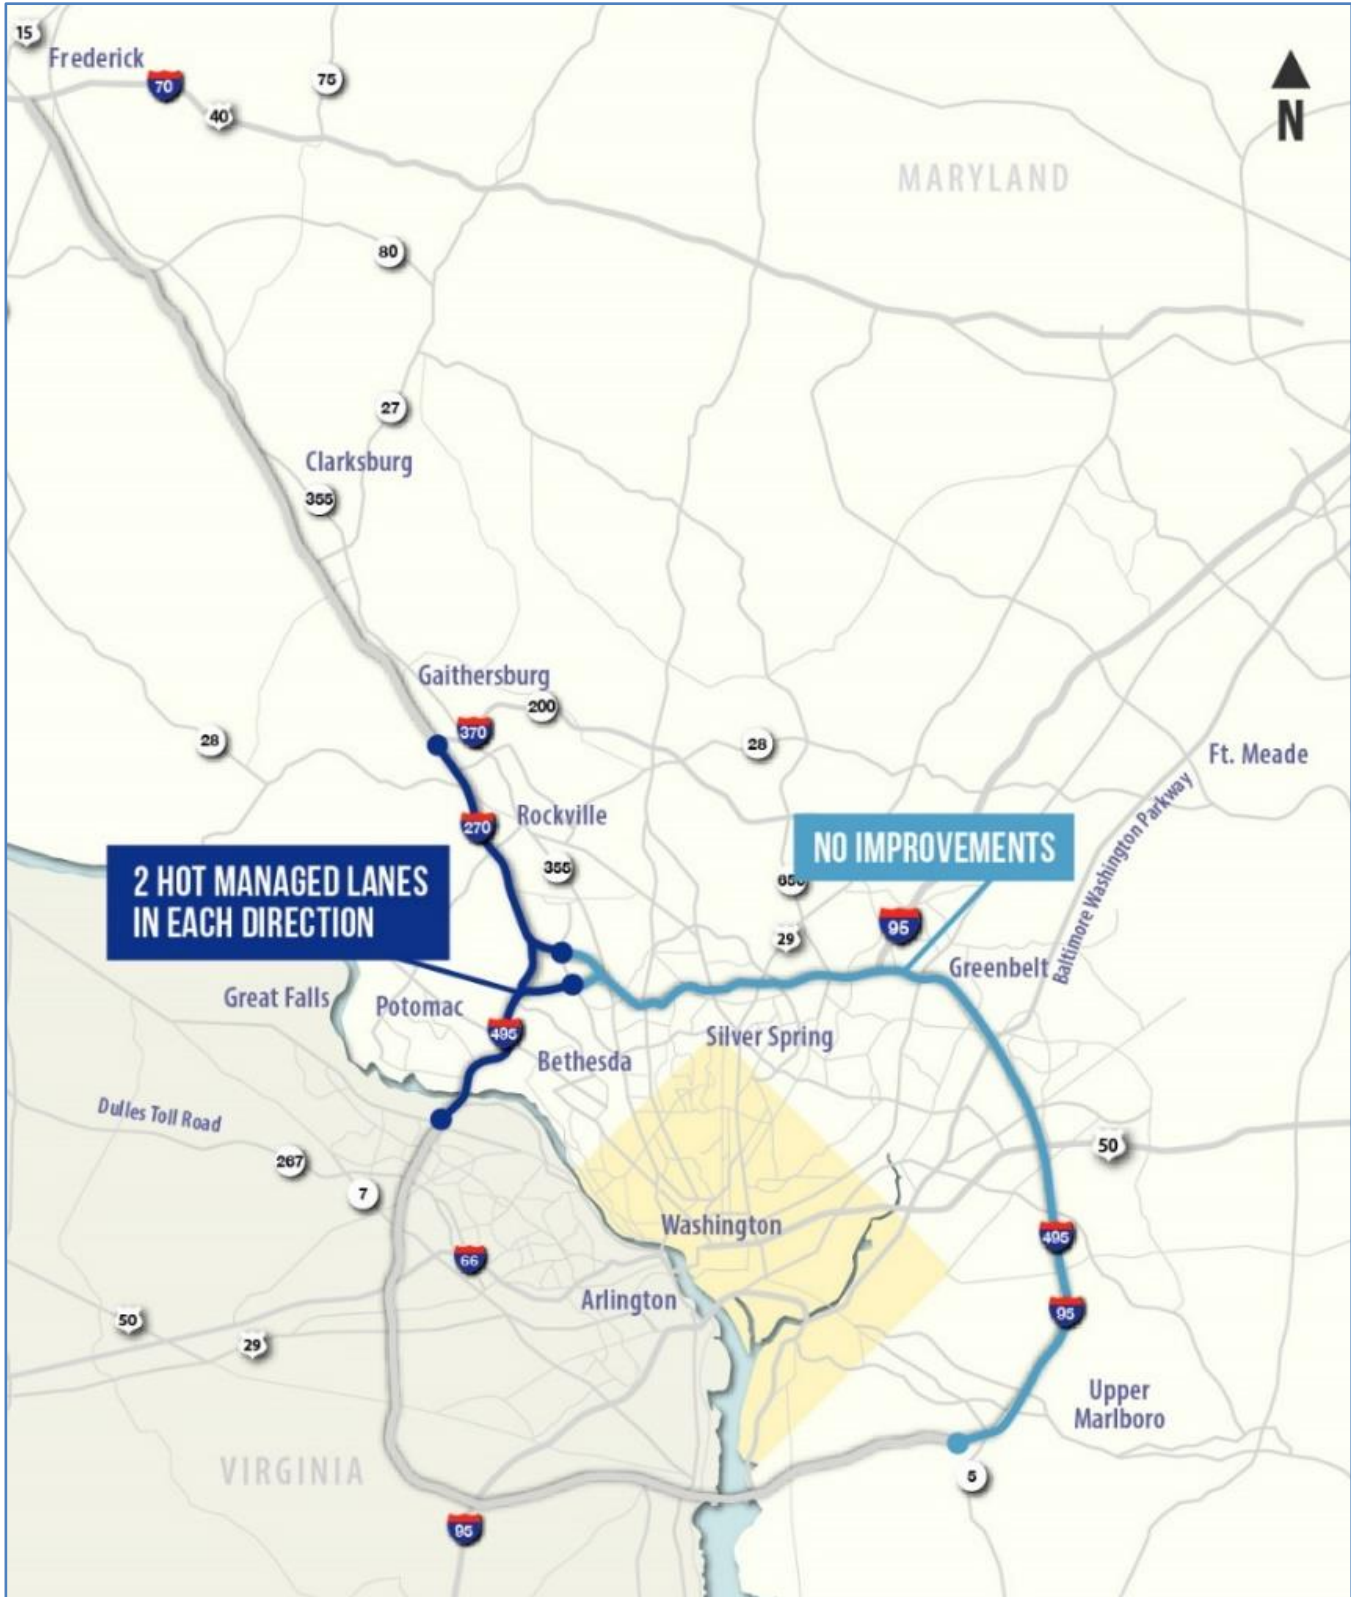 15
Frederick
70
75
40
N
MARYLAND
80
27
Clarksburg
355
Gaithersburg
200
370
28
28
Ft. Meade
270
Rockville
NO IMPROVEMENTS
2 HOT MANAGED LANES
IN EACH DIRECTION
355
650
29
95
Baltimore Washington Parkway
Greenbelt
Great Falls
Potomac
495
Silver Spring
Bethesda
Dulles Toll Road
267
7
50
Washington
495
66
Arlington
95
50
29
Upper
Marlboro
VIRGINIA
5
95